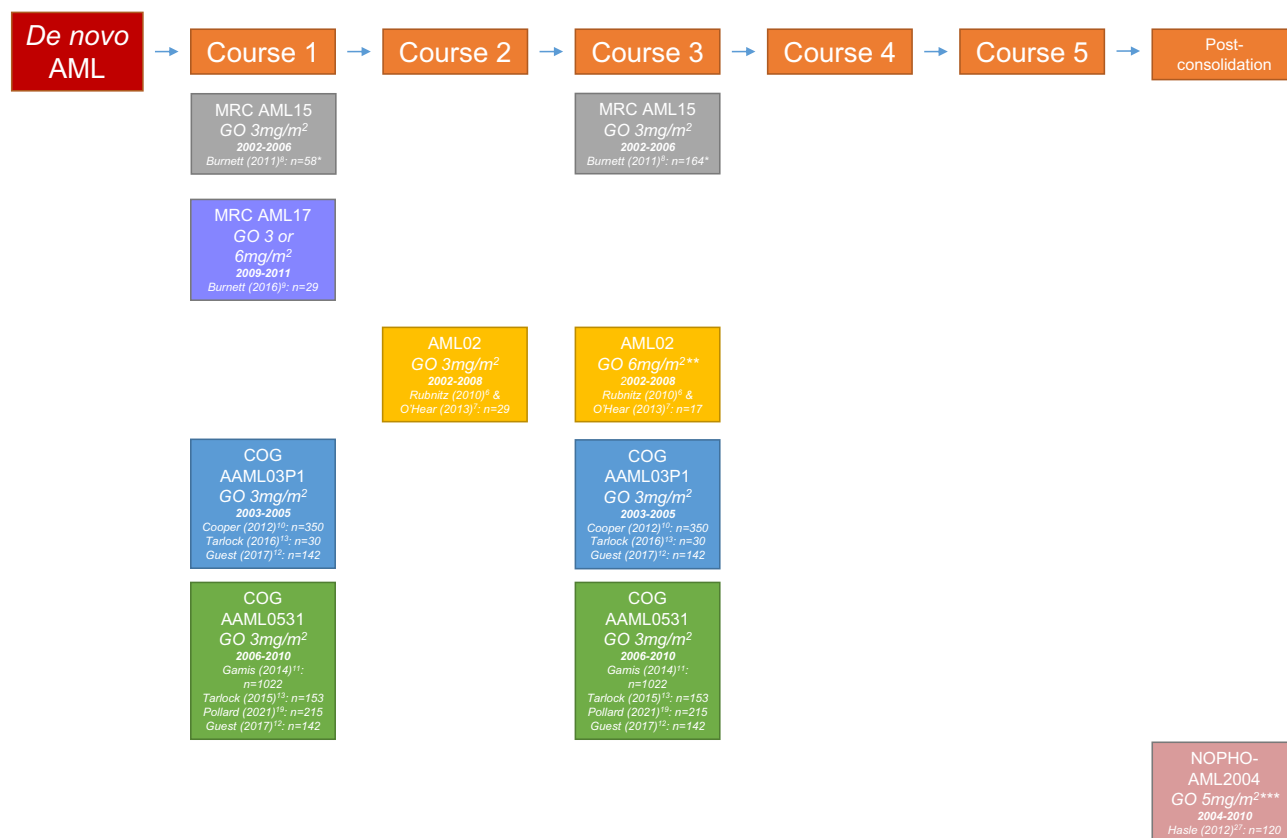 De novo
AML
Course 1
Course 2
Course 3
Course 4
Course 5
Post-
consolidation
MRC AML15
GO 3mg/m²
2002-2006
Burnett (2011)⁸: n=58*
MRC AML15
GO 3mg/m²
2002-2006
Burnett (2011)⁸: n=164*
MRC AML17
GO 3 or
6mg/m²
2009-2011
Burnett (2016)⁹: n=29
AML02
GO 3mg/m²
2002-2008
Rubnitz (2010)⁶ &
O'Hear (2013)⁷: n=29
AML02
GO 6mg/m²**
2002-2008
Rubnitz (2010)⁶ &
O'Hear (2013)⁷: n=17
COG
AAML03P1
GO 3mg/m²
2003-2005
Cooper (2012)¹⁰: n=350
Tarlock (2016)¹³: n=30
Guest (2017)¹²: n=142
COG
AAML03P1
GO 3mg/m²
2003-2005
Cooper (2012)¹⁰: n=350
Tarlock (2016)¹³: n=30
Guest (2017)¹²: n=142
COG
AAML0531
GO 3mg/m²
2006-2010
Gamis (2014)¹¹:
n=1022
Tarlock (2015)¹³: n=153
Pollard (2021)¹⁹: n=215
Guest (2017)¹²: n=142
COG
AAML0531
GO 3mg/m²
2006-2010
Gamis (2014)¹¹:
n=1022
Tarlock (2015)¹³: n=153
Pollard (2021)¹⁹: n=215
Guest (2017)¹²: n=142
NOPHO-
AML2004
GO 5mg/m²***
2004-2010
Hasle (2012)²⁷: n=120